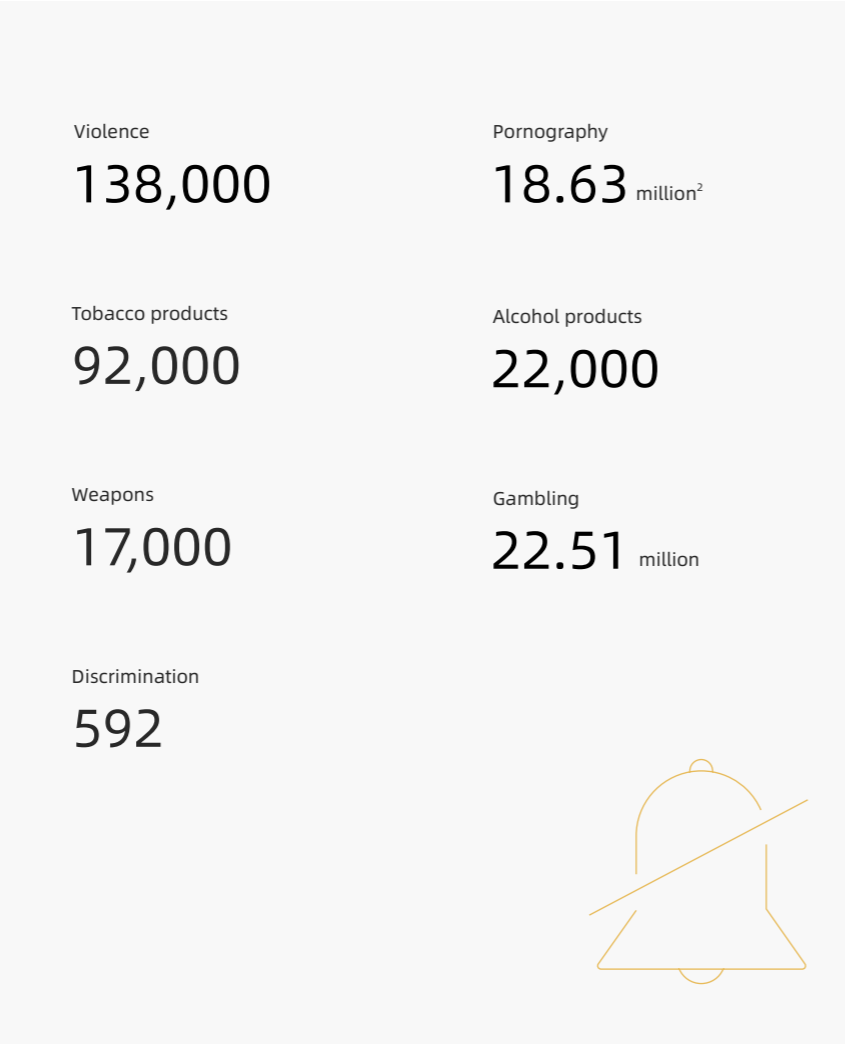 Violence
138,000
Pornography
18.63 million²
Tobacco products
92,000
Alcohol products
22,000
Weapons
17,000
Gambling
22.51 million
Discrimination
592